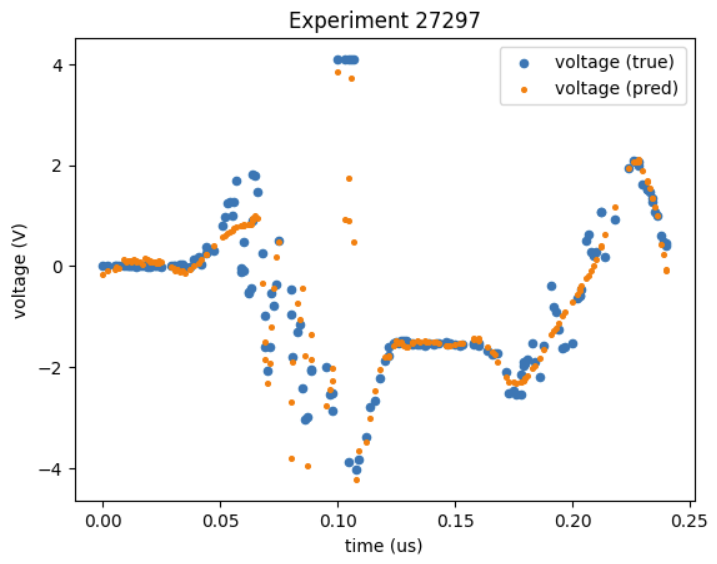 Experiment 27297
voltage (true)
voltage (pred)
voltage (V)
4
2
0
−2
−4
0.00 0.05 0.10 0.15 0.20 0.25
time (us)